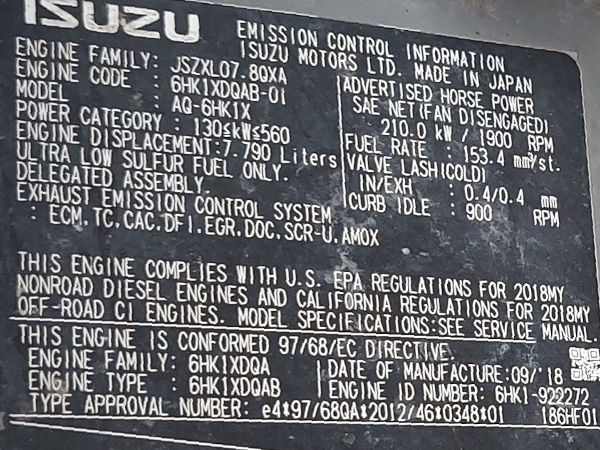 ISUZU
EMISSION CONTROL INFORMATION
ISUZU MOTORS LTD. MADE IN JAPAN
ENGINE FAMILY: JSZXL07.8QXA
ENGINE CODE : 6HK1XDQAB-01
MODEL : AQ-6HK1X
POWER CATEGORY : 130≤kW≤560
ENGINE DISPLACEMENT:7.790 Liters
ULTRA LOW SULFUR FUEL ONLY.
DELEGATED ASSEMBLY.
EXHAUST EMISSION CONTROL SYSTEM
: ECM,TC,CAC,DFI,EGR,DOC,SCR-U,AMOX
ADVERTISED HORSE POWER
SAE NET(FAN DISENGAGED)
210.0 kW / 1900 RPM
FUEL RATE : 153.4 mm³/st.
VALVE LASH(COLD)
IN/EXH : 0.4/0.4 mm
CURB IDLE : 900 RPM
THIS ENGINE COMPLIES WITH U.S. EPA REGULATIONS FOR 2018MY
NONROAD DIESEL ENGINES AND CALIFORNIA REGULATIONS FOR 2018MY
OFF-ROAD CI ENGINES. MODEL SPECIFICATIONS:SEE SERVICE MANUAL.
THIS ENGINE IS CONFORMED 97/68/EC DIRECTIVE.
ENGINE FAMILY: 6HK1XDQA
ENGINE TYPE : 6HK1XDQAB
DATE OF MANUFACTURE:09/'18
ENGINE ID NUMBER: 6HK1-922272
TYPE APPROVAL NUMBER: e4*97/68QA*2012/46*0348*01
186HF01